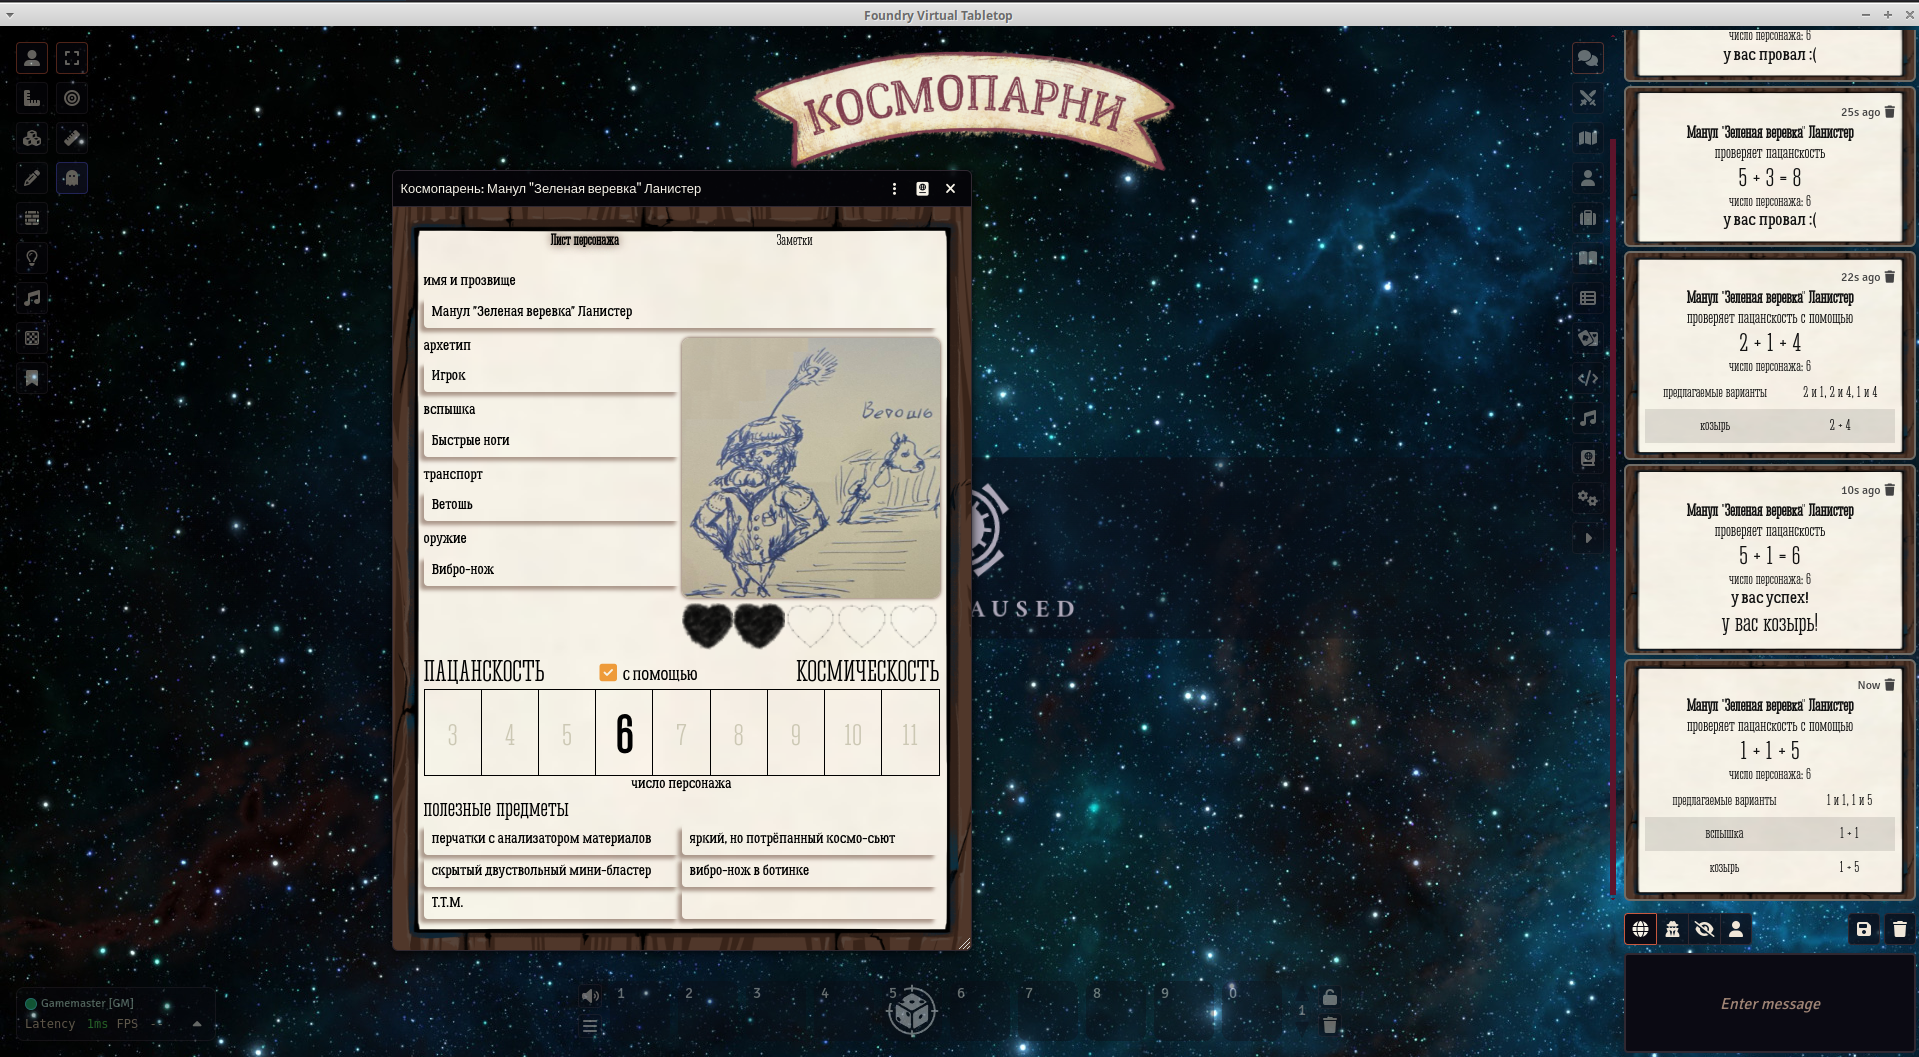 Foundry Virtual Tabletop
КОСМОПАРНИ
Космопарень: Манул "Зеленая веревка" Ланистер
Лист персонажа
Заметки
имя и прозвище
Манул "Зеленая веревка" Ланистер
архетип
Игрок
вспышка
Быстрые ноги
транспорт
Ветошь
оружие
Вибро-нож
Ветошь
AUSED
ПАЦАНСКОСТЬ
С ПОМОЩЬЮ
КОСМИЧЕСКОСТЬ
3 4 5 6 7 8 9 10 11
число персонажа
полезные предметы
перчатки с анализатором материалов
яркий, но потрёпанный космо-сьют
скрытый двуствольный мини-бластер
вибро-нож в ботинке
Т.Т.М.
число персонажа: 6
у вас провал :(
25s ago
Манул "Зеленая веревка" Ланистер
проверяет пацанскость
5 + 3 = 8
число персонажа: 6
у вас провал :(
22s ago
Манул "Зеленая веревка" Ланистер
проверяет пацанскость с помощью
2 + 1 + 4
число персонажа: 6
предлагаемые варианты 2 и 1, 2 и 4, 1 и 4
козырь 2 + 4
10s ago
Манул "Зеленая веревка" Ланистер
проверяет пацанскость
5 + 1 = 6
число персонажа: 6
у вас успех!
у вас козырь!
Now
Манул "Зеленая веревка" Ланистер
проверяет пацанскость с помощью
1 + 1 + 5
число персонажа: 6
предлагаемые варианты 1 и 1, 1 и 5
вспышка 1 + 1
козырь 1 + 5
Enter message
Gamemaster [GM]
Latency 1ms FPS --
1 2 3 4 5 6 7 8 9 0
1